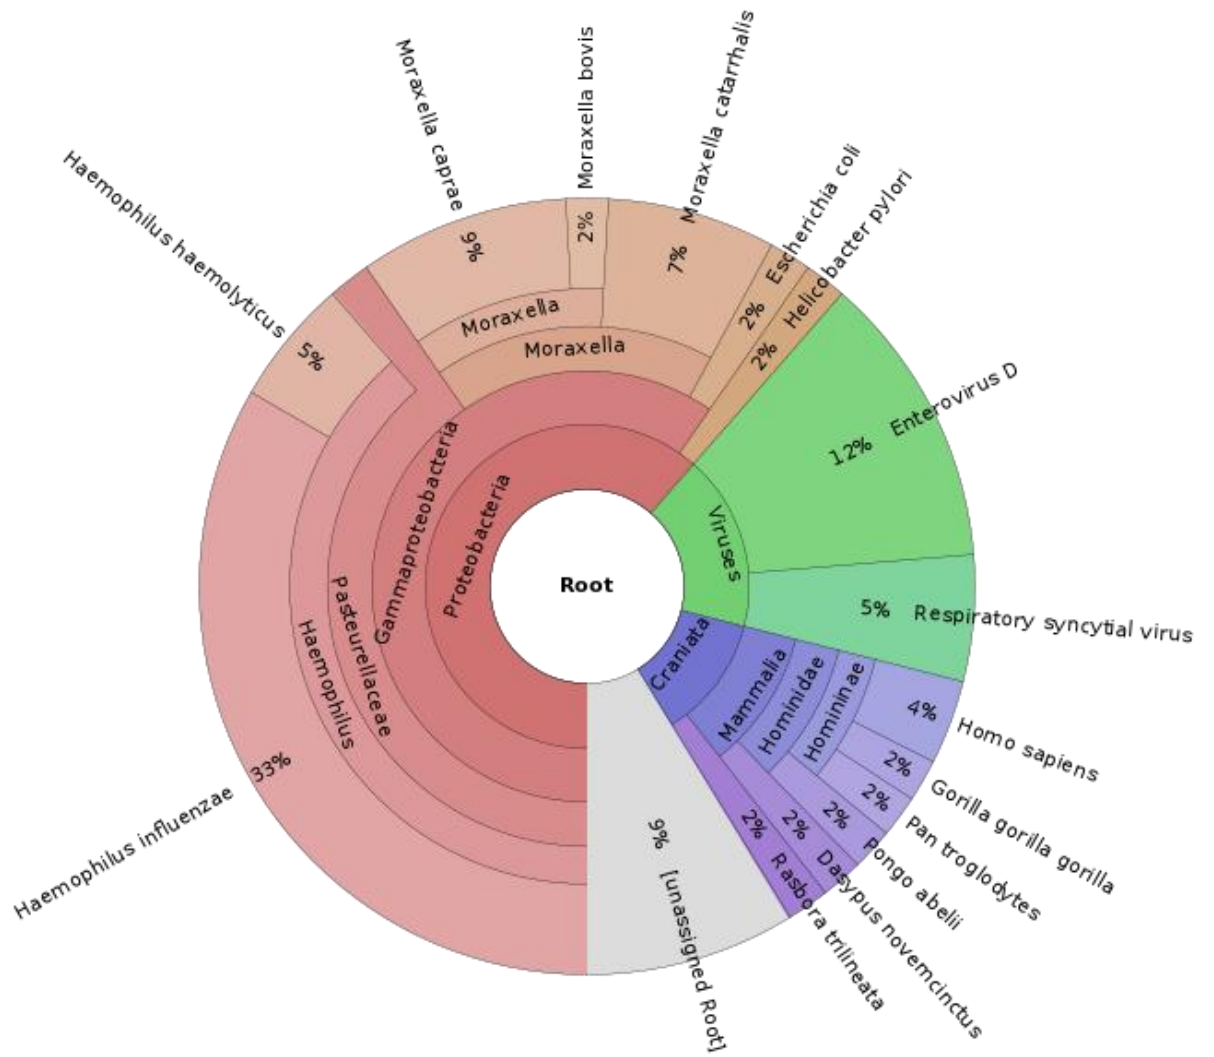 Moraxella caprae
9%
Moraxella bovis
2%
Moraxella catarrhalis
7%
Escherichia coli
2%
Helicobacter pylori
2%
Haemophilus haemolyticus
5%
Moraxella
Moraxella
Enterovirus D
12%
Gammaproteobacteria
Proteobacteria
Viruses
Root
Pasteurellaceae
Haemophilus
5%
Respiratory syncytial virus
Craniata
Mammalia
Hominidae
Homininae
4%
Homo sapiens
2%
Gorilla gorilla gorilla
2%
Pan troglodytes
2%
Pongo abelii
2%
Dasypus novemcinctus
2%
Rasbora trilineata
9%
[unassigned Root]
33%
Haemophilus influenzae